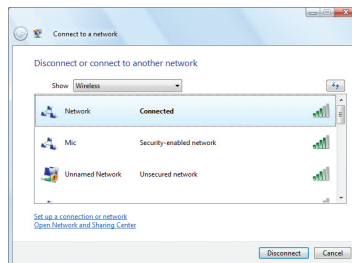 Connect to a network
Disconnect or connect to another network
Show Wireless
Network Connected
Mic Security-enabled network
Unnamed Network Unsecured network
Set up a connection or network
Open Network and Sharing Center
Disconnect Cancel